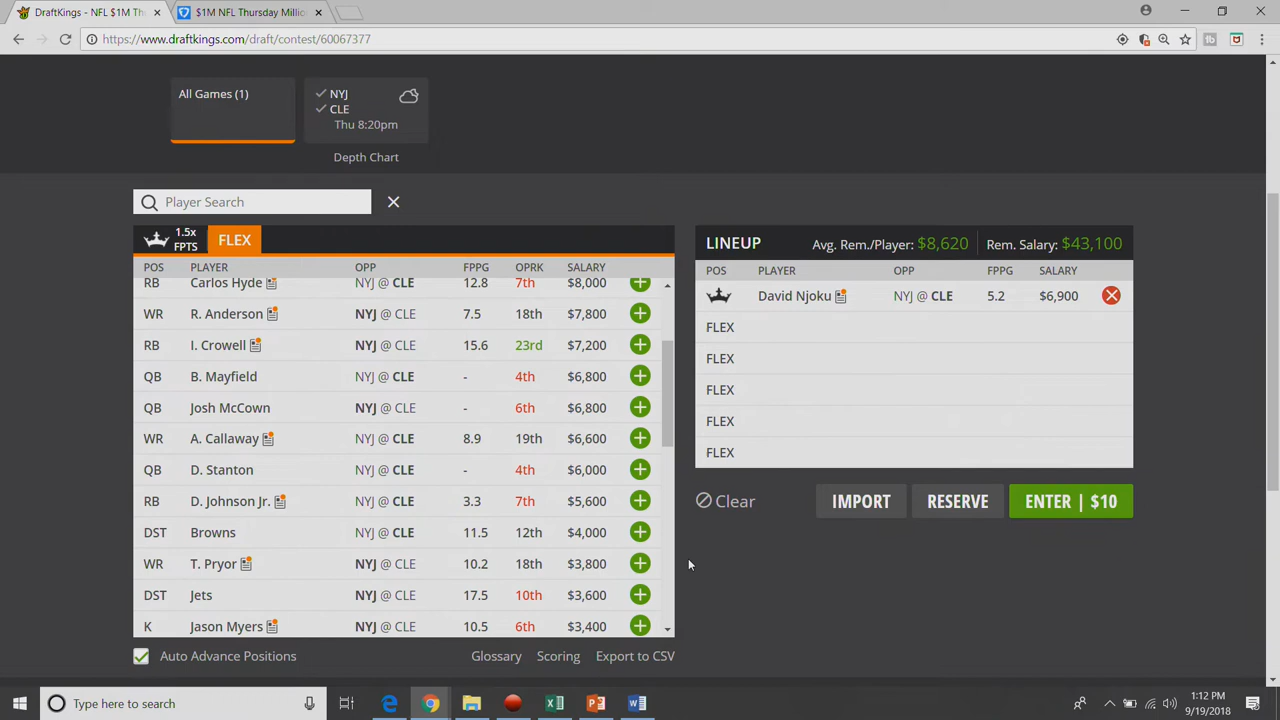 DraftKings - NFL $1M Th
$1M NFL Thursday Millio
https://www.draftkings.com/draft/contest/60067377
All Games (1)
NYJ
CLE
Thu 8:20pm
Depth Chart
Player Search
1.5x FPTS FLEX
POS PLAYER OPP FPPG OPRK SALARY
RB Carlos Hyde NYJ @ CLE 12.8 7th $8,000
WR R. Anderson NYJ @ CLE 7.5 18th $7,800
RB I. Crowell NYJ @ CLE 15.6 23rd $7,200
QB B. Mayfield NYJ @ CLE - 4th $6,800
QB Josh McCown NYJ @ CLE - 6th $6,800
WR A. Callaway NYJ @ CLE 8.9 19th $6,600
QB D. Stanton NYJ @ CLE - 4th $6,000
RB D. Johnson Jr. NYJ @ CLE 3.3 7th $5,600
DST Browns NYJ @ CLE 11.5 12th $4,000
WR T. Pryor NYJ @ CLE 10.2 18th $3,800
DST Jets NYJ @ CLE 17.5 10th $3,600
K Jason Myers NYJ @ CLE 10.5 6th $3,400
Auto Advance Positions Glossary Scoring Export to CSV
LINEUP Avg. Rem./Player: $8,620 Rem. Salary: $43,100
POS PLAYER OPP FPPG SALARY
David Njoku NYJ @ CLE 5.2 $6,900
FLEX
FLEX
FLEX
FLEX
FLEX
Clear IMPORT RESERVE ENTER | $10
Type here to search
1:12 PM
9/19/2018